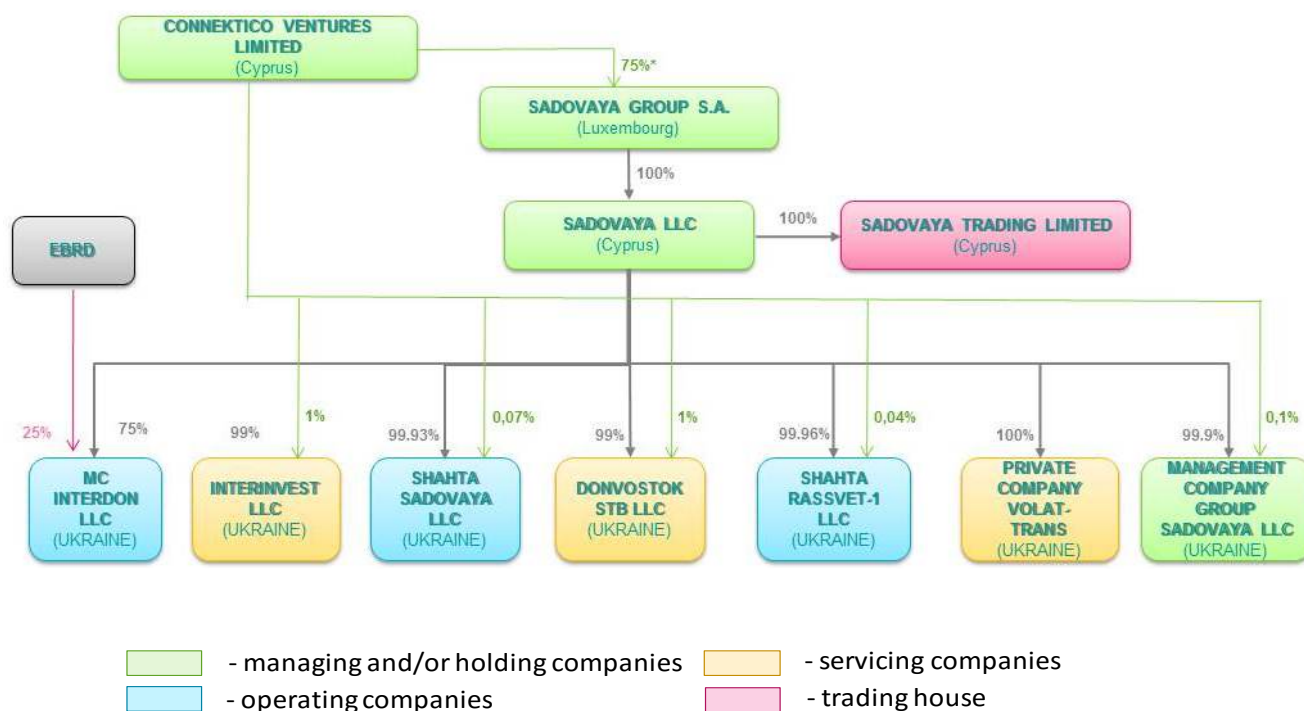 CONNEKTICO VENTURES
LIMITED
(Cyprus)
75%*
SADOVAYA GROUP S.A.
(Luxembourg)
100%
SADOVAYA LLC
(Cyprus)
100%
SADOVAYA TRADING LIMITED
(Cyprus)
EBRD
25%
75%
99%
1%
99.93%
0,07%
99%
1%
99.96%
0,04%
100%
99.9%
0,1%
MC
INTERDON
LLC
(UKRAINE)
INTERINVEST
LLC
(UKRAINE)
SHAHTA
SADOVAYA
LLC
(UKRAINE)
DONVOSTOK
STB LLC
(UKRAINE)
SHAHTA
RASSVET-1
LLC
(UKRAINE)
PRIVATE
COMPANY
VOLAT-
TRANS
(UKRAINE)
MANAGEMENT
COMPANY
GROUP
SADOVAYA LLC
(UKRAINE)
- managing and/or holding companies
- servicing companies
- operating companies
- trading house